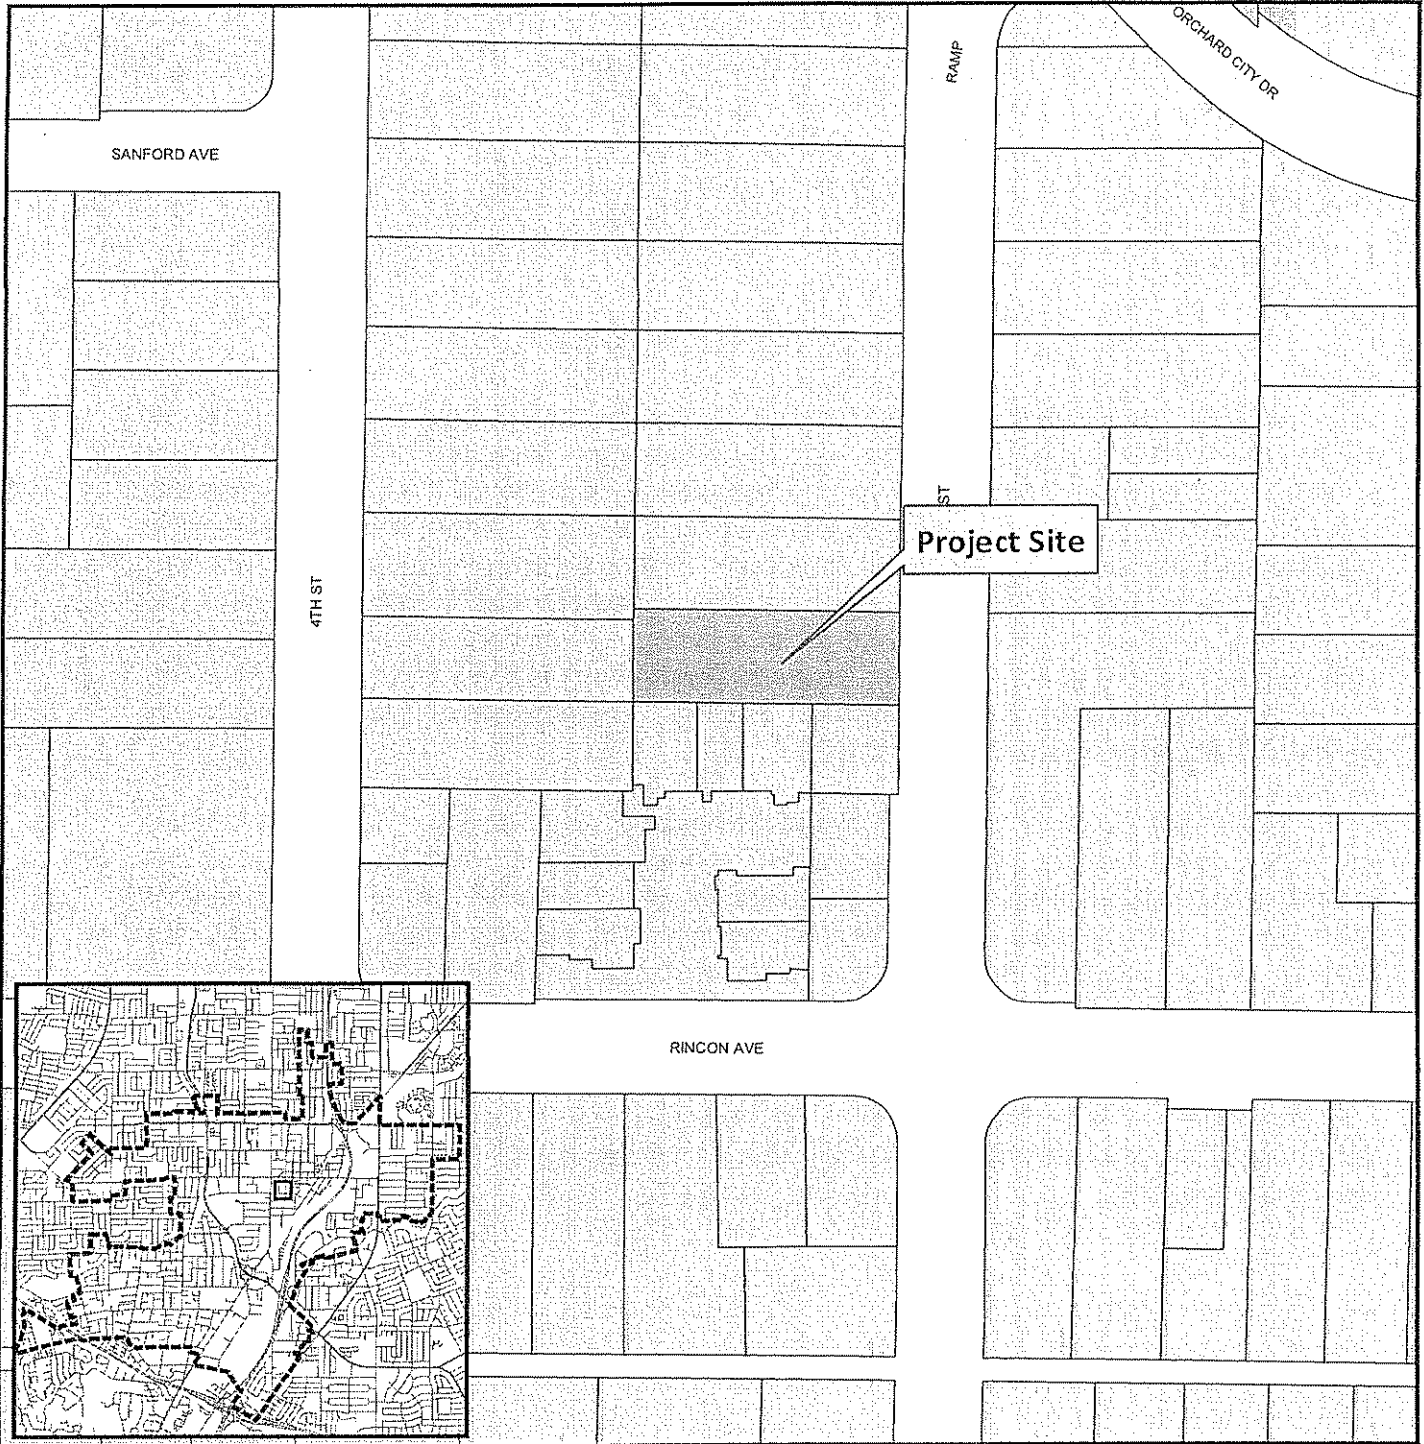 ORCHARD CITY DR
RAMP
SANFORD AVE
ST
Project Site
4TH ST
RINCON AVE